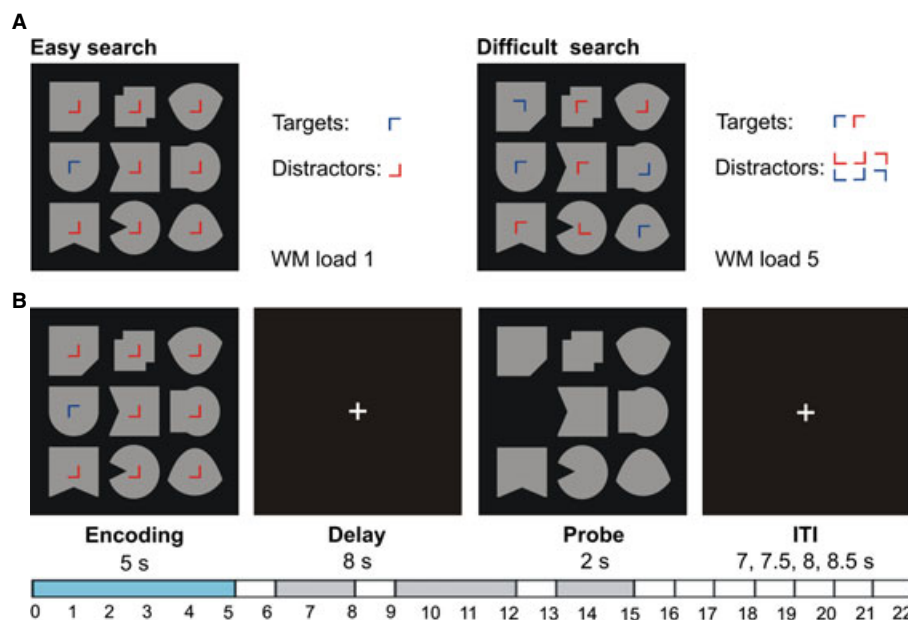 A
Easy search
Difficult search
Targets:
Distractors:
WM load 1
Targets:
Distractors:
WM load 5
B
Encoding
5 s
Delay
8 s
Probe
2 s
ITI
7, 7.5, 8, 8.5 s
0 1 2 3 4 5 6 7 8 9 10 11 12 13 14 15 16 17 18 19 20 21 22